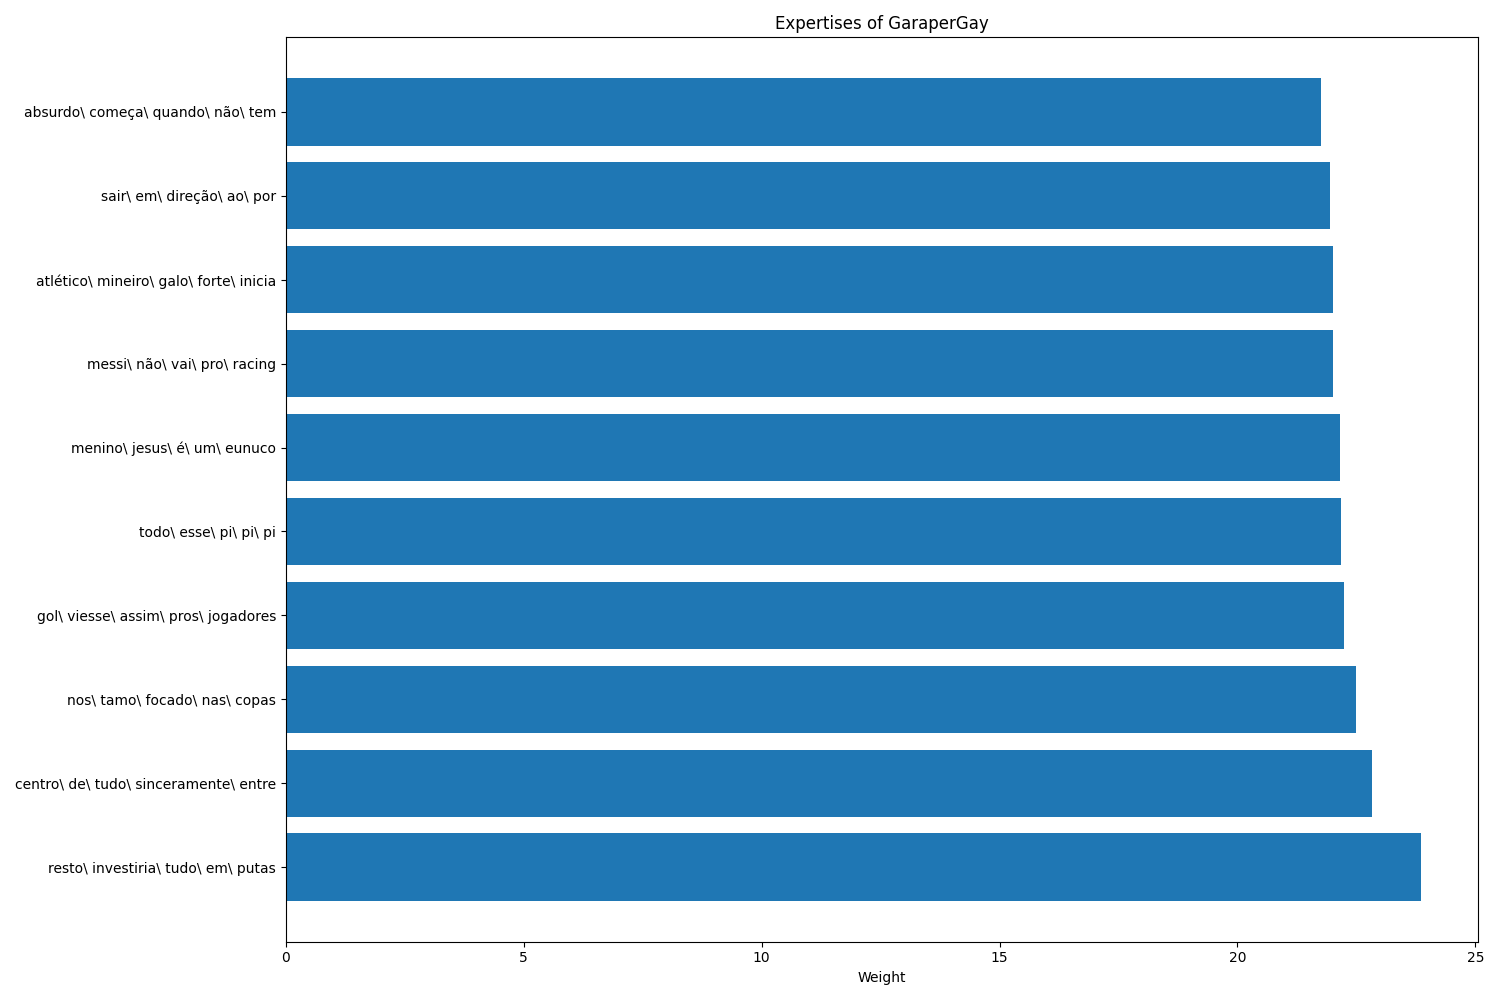 Expertises of GaraperGay
absurdo\ começa\ quando\ não\ tem
sair\ em\ direção\ ao\ por
atlético\ mineiro\ galo\ forte\ inicia
messi\ não\ vai\ pro\ racing
menino\ jesus\ é\ um\ eunuco
todo\ esse\ pi\ pi\ pi
gol\ viesse\ assim\ pros\ jogadores
nos\ tamo\ focado\ nas\ copas
centro\ de\ tudo\ sinceramente\ entre
resto\ investiria\ tudo\ em\ putas
0 5 10 15 20 25
Weight